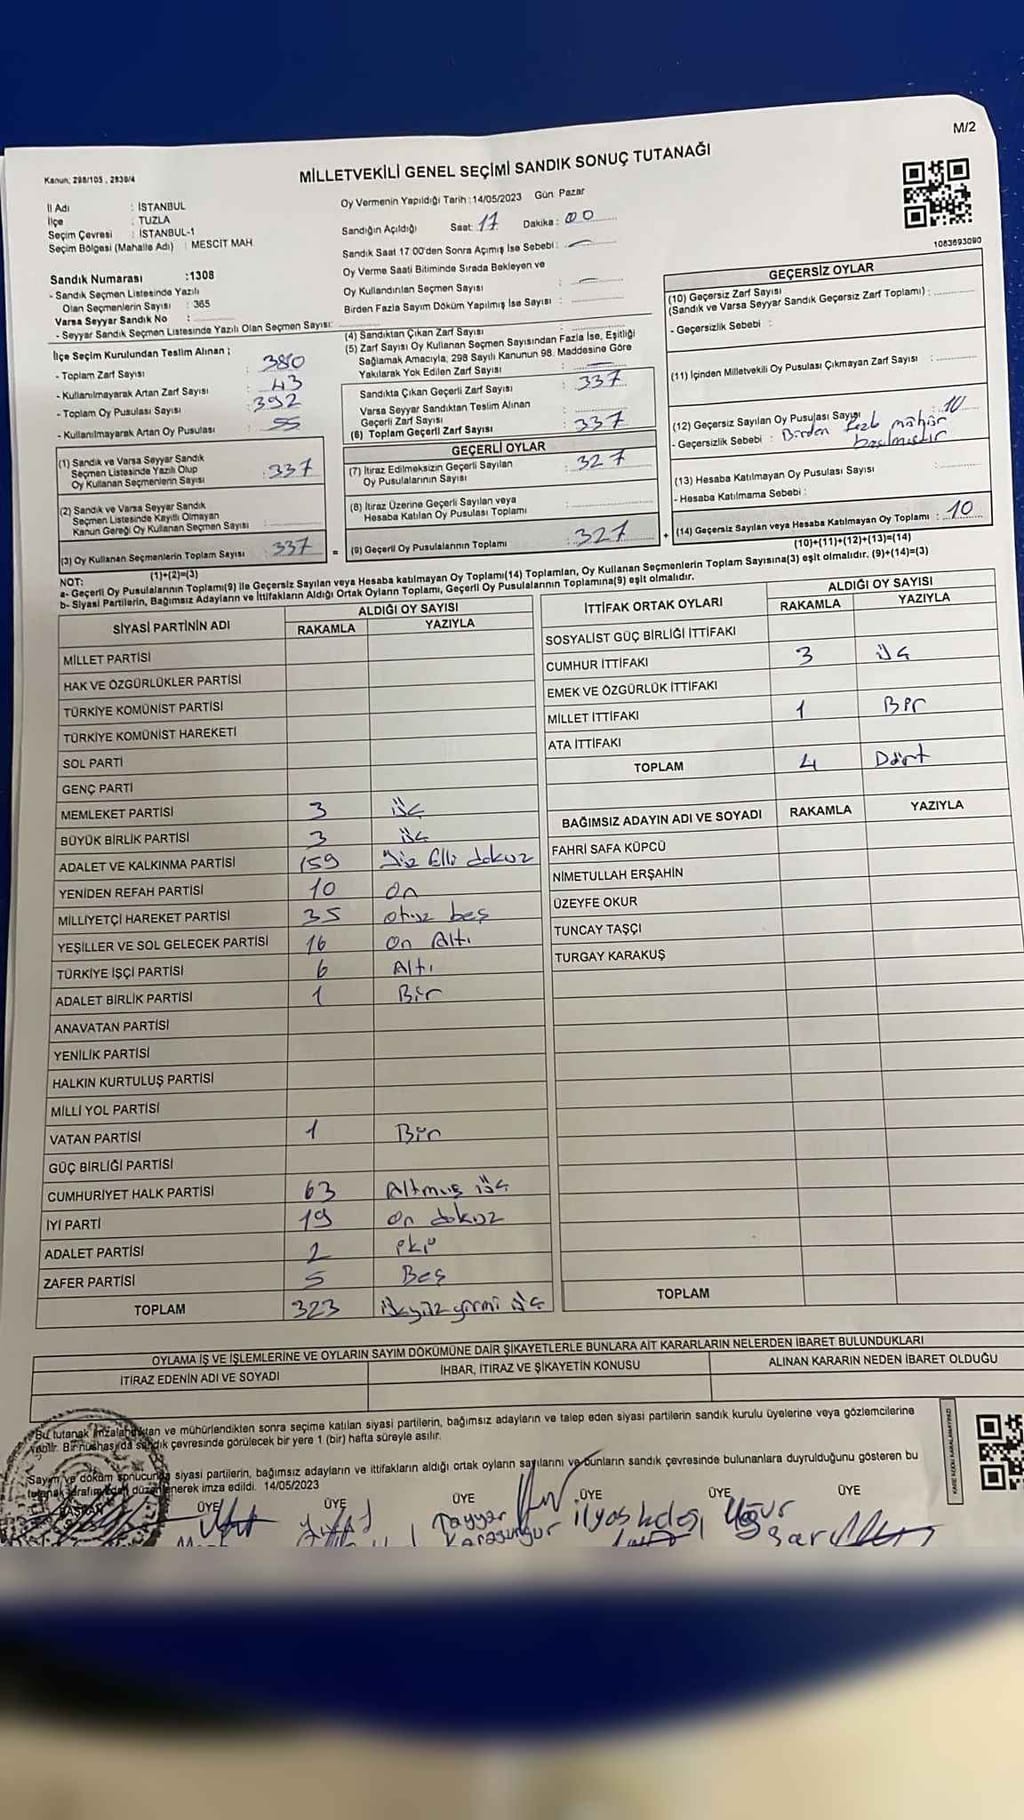 M/2
Kanun: 298/105 , 2839/4
MİLLETVEKİLİ GENEL SEÇİMİ SANDIK SONUÇ TUTANAĞI
İl Adı : İSTANBUL
İlçe : TUZLA
Seçim Çevresi : İSTANBUL-1
Seçim Bölgesi (Mahalle Adı) : MESCİT MAH.
Oy Vermenin Yapıldığı Tarih :14/05/2023 Gün Pazar
Sandığın Açıldığı Saat: 17 Dakika : 00
Sandık Saat 17.00'den Sonra Açımış İse Sebebi :
Oy Verme Saati Bitiminde Sırada Bekleyen ve
Oy Kullandırılan Seçmen Sayısı :
Birden Fazla Sayım Döküm Yapılmış İse Sayısı :
1063693090
Sandık Numarası :1308
- Sandık Seçmen Listesinde Yazılı
Olan Seçmenlerin Sayısı : 365
Varsa Seyyar Sandık No :
- Seyyar Sandık Seçmen Listesinde Yazılı Olan Seçmen Sayısı:
İlçe Seçim Kurulundan Teslim Alınan ;
- Toplam Zarf Sayısı : 380
- Kullanılmayarak Artan Zarf Sayısı : 43
- Toplam Oy Pusulası Sayısı : 392
- Kullanılmayarak Artan Oy Pusulası : 55
(1) Sandık ve Varsa Seyyar Sandık
Seçmen Listesinde Yazılı Olup
Oy Kullanan Seçmenlerin Sayısı : 337
(2) Sandık ve Varsa Seyyar Sandık
Seçmen Listesinde Kayıtlı Olmayan
Kanun Gereği Oy Kullanan Seçmen Sayısı :
(3) Oy Kullanan Seçmenlerin Toplam Sayısı : 337
(1)+(2)=(3)
(4) Sandıktan Çıkan Zarf Sayısı :
(5) Zarf Sayısı Oy Kullanan Seçmen Sayısından Fazla İse, Eşitliği
Sağlamak Amacıyla, 298 Sayılı Kanunun 98. Maddesine Göre
Yakılarak Yok Edilen Zarf Sayısı :
Sandıkta Çıkan Geçerli Zarf Sayısı : 337
Varsa Seyyar Sandıktan Teslim Alınan
Geçerli Zarf Sayısı :
(6) Toplam Geçerli Zarf Sayısı : 337
GEÇERLİ OYLAR
(7) İtiraz Edilmeksizin Geçerli Sayılan
Oy Pusulalarının Sayısı : 327
(8) İtiraz Üzerine Geçerli Sayılan veya
Hesaba Katılan Oy Pusulası Toplamı :
= (9) Geçerli Oy Pusulalarının Toplamı : 327
GEÇERSİZ OYLAR
(10) Geçersiz Zarf Sayısı
(Sandık ve Varsa Seyyar Sandık Geçersiz Zarf Toplamı) :
- Geçersizlik Sebebi :
(11) İçinden Milletvekili Oy Pusulası Çıkmayan Zarf Sayısı :
(12) Geçersiz Sayılan Oy Pusulası Sayısı : 10
- Geçersizlik Sebebi : Birden fazla mühür
basılmıştır
(13) Hesaba Katılmayan Oy Pusulası Sayısı :
- Hesaba Katılmama Sebebi :
+ (14) Geçersiz Sayılan veya Hesaba Katılmayan Oy Toplamı : 10
(10)+(11)+(12)+(13)=(14)
NOT:
a- Geçerli Oy Pusulalarının Toplamı(9) ile Geçersiz Sayılan veya Hesaba katılmayan Oy Toplamı(14) Toplamları, Oy Kullanan Seçmenlerin Toplam Sayısına(3) eşit olmalıdır. (9)+(14)=(3)
b- Siyasi Partilerin, Bağımsız Adayların ve İttifakların Aldığı Ortak Oyların Toplamı, Geçerli Oy Pusulalarının Toplamına(9) eşit olmalıdır.
SİYASİ PARTİNİN ADI ALDIĞI OY SAYISI
RAKAMLA YAZIYLA
MİLLET PARTİSİ
HAK VE ÖZGÜRLÜKLER PARTİSİ
TÜRKİYE KOMÜNİST PARTİSİ
TÜRKİYE KOMÜNİST HAREKETİ
SOL PARTİ
GENÇ PARTİ
MEMLEKET PARTİSİ 3 üç
BÜYÜK BİRLİK PARTİSİ 3 üç
ADALET VE KALKINMA PARTİSİ 159 Yüz Elli dokuz
YENİDEN REFAH PARTİSİ 10 on
MİLLİYETÇİ HAREKET PARTİSİ 35 otuz beş
YEŞİLLER VE SOL GELECEK PARTİSİ 16 on Altı
TÜRKİYE İŞÇİ PARTİSİ 6 Altı
ADALET BİRLİK PARTİSİ 1 Bir
ANAVATAN PARTİSİ
YENİLİK PARTİSİ
HALKIN KURTULUŞ PARTİSİ
MİLLİ YOL PARTİSİ
VATAN PARTİSİ 1 Bir
GÜÇ BİRLİĞİ PARTİSİ
CUMHURİYET HALK PARTİSİ 63 Altmış üç
İYİ PARTİ 19 on dokuz
ADALET PARTİSİ 2 iki
ZAFER PARTİSİ 5 Beş
TOPLAM 323 üçyüz yirmi üç
İTTİFAK ORTAK OYLARI ALDIĞI OY SAYISI
RAKAMLA YAZIYLA
SOSYALİST GÜÇ BİRLİĞİ İTTİFAKI
CUMHUR İTTİFAKI 3 üç
EMEK VE ÖZGÜRLÜK İTTİFAKI
MİLLET İTTİFAKI 1 Bir
ATA İTTİFAKI
TOPLAM 4 Dört
BAĞIMSIZ ADAYIN ADI VE SOYADI RAKAMLA YAZIYLA
FAHRİ SAFA KÜPCÜ
NİMETULLAH ERŞAHİN
ÜZEYFE OKUR
TUNCAY TAŞÇI
TURGAY KARAKUŞ
TOPLAM
OYLAMA İŞ VE İŞLEMLERİNE VE OYLARIN SAYIM DÖKÜMÜNE DAİR ŞİKAYETLERLE BUNLARA AİT KARARLARIN NELERDEN İBARET BULUNDUKLARI
İTİRAZ EDENİN ADI VE SOYADI İHBAR, İTİRAZ VE ŞİKAYETİN KONUSU ALINAN KARARIN NEDEN İBARET OLDUĞU
Bu tutanak imzalandıktan ve mühürlendikten sonra seçime katılan siyasi partilerin, bağımsız adayların ve talep eden siyasi partilerin sandık kurulu üyelerine veya gözlemcilerine
verilir. Bir nüshası da sandık çevresinde görülecek bir yere 1 (bir) hafta süreyle asılır.
Sayım ve döküm sonucunda siyasi partilerin, bağımsız adayların ve ittifakların aldığı ortak oyların sayılarını ve bunların sandık çevresinde bulunanlara duyrulduğunu gösteren bu
tutanak tarafımızdan düzenlenerek imza edildi. 14/05/2023
BAŞKAN ÜYE ÜYE ÜYE ÜYE ÜYE ÜYE
Tayyar
Karasungur
ilyas
Uğur
KARE KODU KARALAMAYINIZ